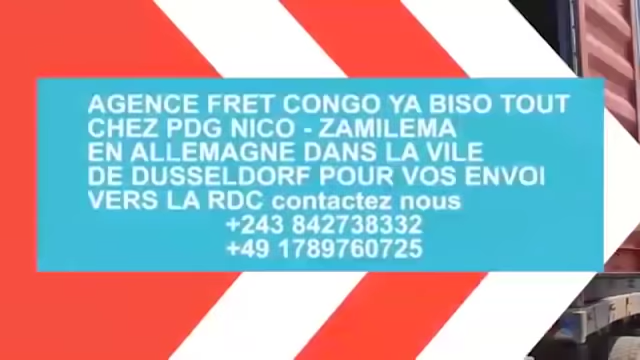 AGENCE FRET CONGO YA BISO TOUT
CHEZ PDG NICO - ZAMILEMA
EN ALLEMAGNE DANS LA VILE
DE DUSSELDORF POUR VOS ENVOI
VERS LA RDC contactez nous
+243 842738332
+49 1789760725